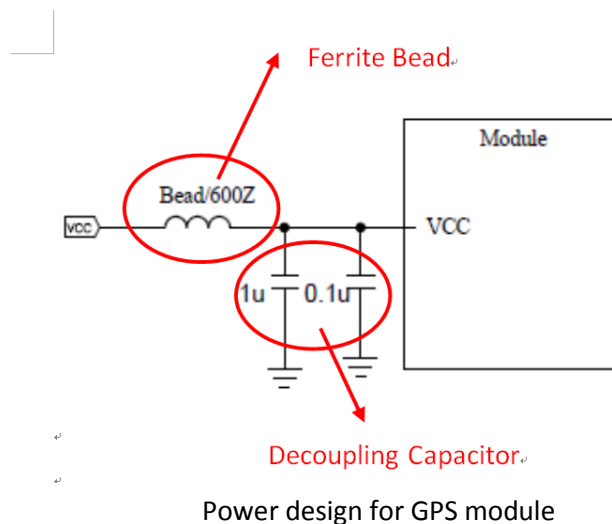 Ferrite Bead
Module
Bead/600Z
VCC
VCC
1u
0.1u
Decoupling Capacitor
Power design for GPS module